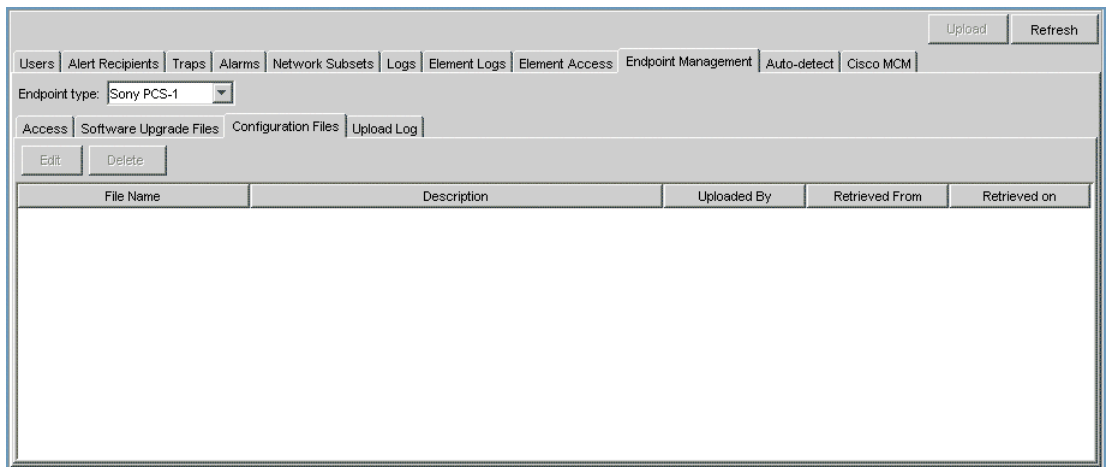 Upload Refresh
Users Alert Recipients Traps Alarms Network Subsets Logs Element Logs Element Access Endpoint Management Auto-detect Cisco MCM
Endpoint type: Sony PCS-1
Access Software Upgrade Files Configuration Files Upload Log
Edit Delete
File Name Description Uploaded By Retrieved From Retrieved on